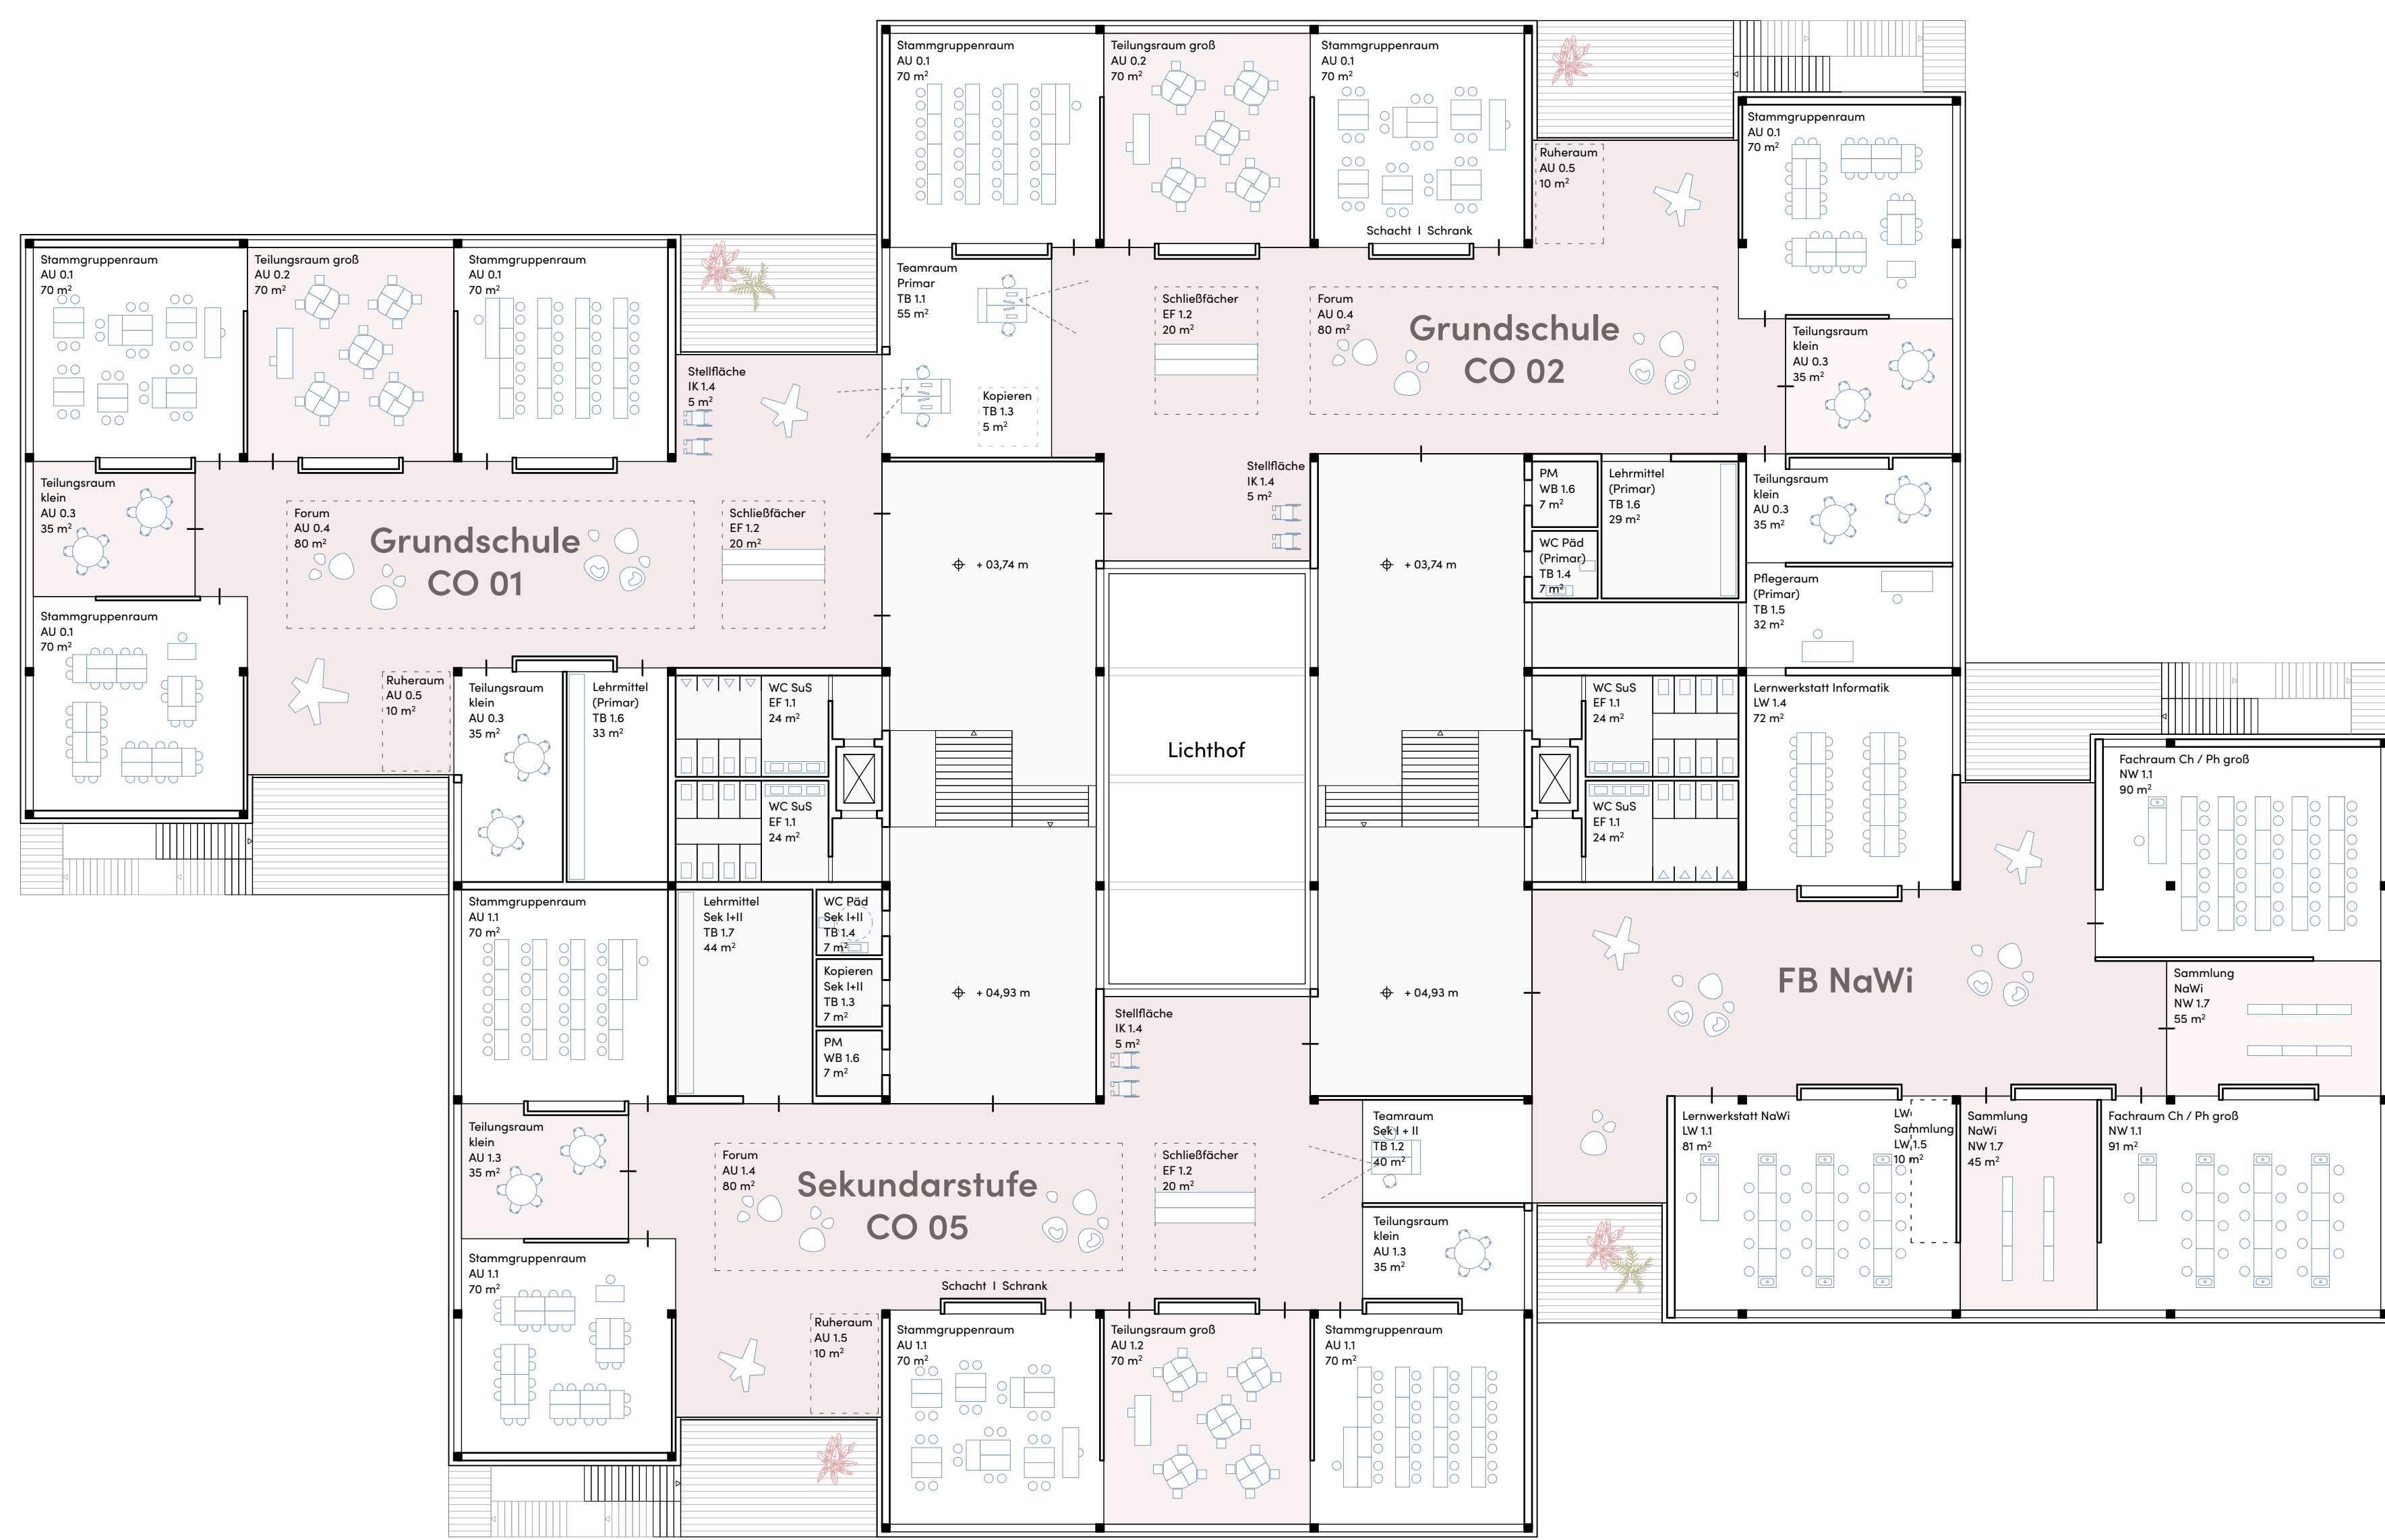 Stammgruppenraum
AU 0.1
70 m²
Teilungsraum groß
AU 0.2
70 m²
Stammgruppenraum
AU 0.1
70 m²
Schacht I Schrank
Ruheraum
AU 0.5
10 m²
Stammgruppenraum
AU 0.1
70 m²
Stammgruppenraum
AU 0.1
70 m²
Teilungsraum groß
AU 0.2
70 m²
Stammgruppenraum
AU 0.1
70 m²
Teamraum
Primar
TB 1.1
55 m²
Kopieren
TB 1.3
5 m²
Schließfächer
EF 1.2
20 m²
Forum
AU 0.4
80 m²
Grundschule
CO 02
Teilungsraum
klein
AU 0.3
35 m²
Stellfläche
IK 1.4
5 m²
Teilungsraum
klein
AU 0.3
35 m²
Forum
AU 0.4
80 m²
Grundschule
CO 01
Schließfächer
EF 1.2
20 m²
+ 03,74 m
Stellfläche
IK 1.4
5 m²
+ 03,74 m
PM
WB 1.6
7 m²
WC Päd
(Primar)
TB 1.4
7 m²
Lehrmittel
(Primar)
TB 1.6
29 m²
Teilungsraum
klein
AU 0.3
35 m²
Pflegeraum
(Primar)
TB 1.5
32 m²
Stammgruppenraum
AU 0.1
70 m²
Ruheraum
AU 0.5
10 m²
Teilungsraum
klein
AU 0.3
35 m²
Lehrmittel
(Primar)
TB 1.6
33 m²
WC SuS
EF 1.1
24 m²
WC SuS
EF 1.1
24 m²
Lichthof
WC SuS
EF 1.1
24 m²
WC SuS
EF 1.1
24 m²
Lernwerkstatt Informatik
LW 1.4
72 m²
Fachraum Ch / Ph groß
NW 1.1
90 m²
Stammgruppenraum
AU 1.1
70 m²
Lehrmittel
Sek I+II
TB 1.7
44 m²
WC Päd
Sek I+II
TB 1.4
7 m²
Kopieren
Sek I+II
TB 1.3
7 m²
PM
WB 1.6
7 m²
+ 04,93 m
Stellfläche
IK 1.4
5 m²
+ 04,93 m
FB NaWi
Sammlung
NaWi
NW 1.7
55 m²
Teilungsraum
klein
AU 1.3
35 m²
Forum
AU 1.4
80 m²
Sekundarstufe
CO 05
Schließfächer
EF 1.2
20 m²
Teamraum
Sek I + II
TB 1.2
40 m²
Lernwerkstatt NaWi
LW 1.1
81 m²
LW
Sammlung
LW 1.5
10 m²
Sammlung
NaWi
NW 1.7
45 m²
Fachraum Ch / Ph groß
NW 1.1
91 m²
Teilungsraum
klein
AU 1.3
35 m²
Stammgruppenraum
AU 1.1
70 m²
Schacht I Schrank
Ruheraum
AU 1.5
10 m²
Stammgruppenraum
AU 1.1
70 m²
Teilungsraum groß
AU 1.2
70 m²
Stammgruppenraum
AU 1.1
70 m²